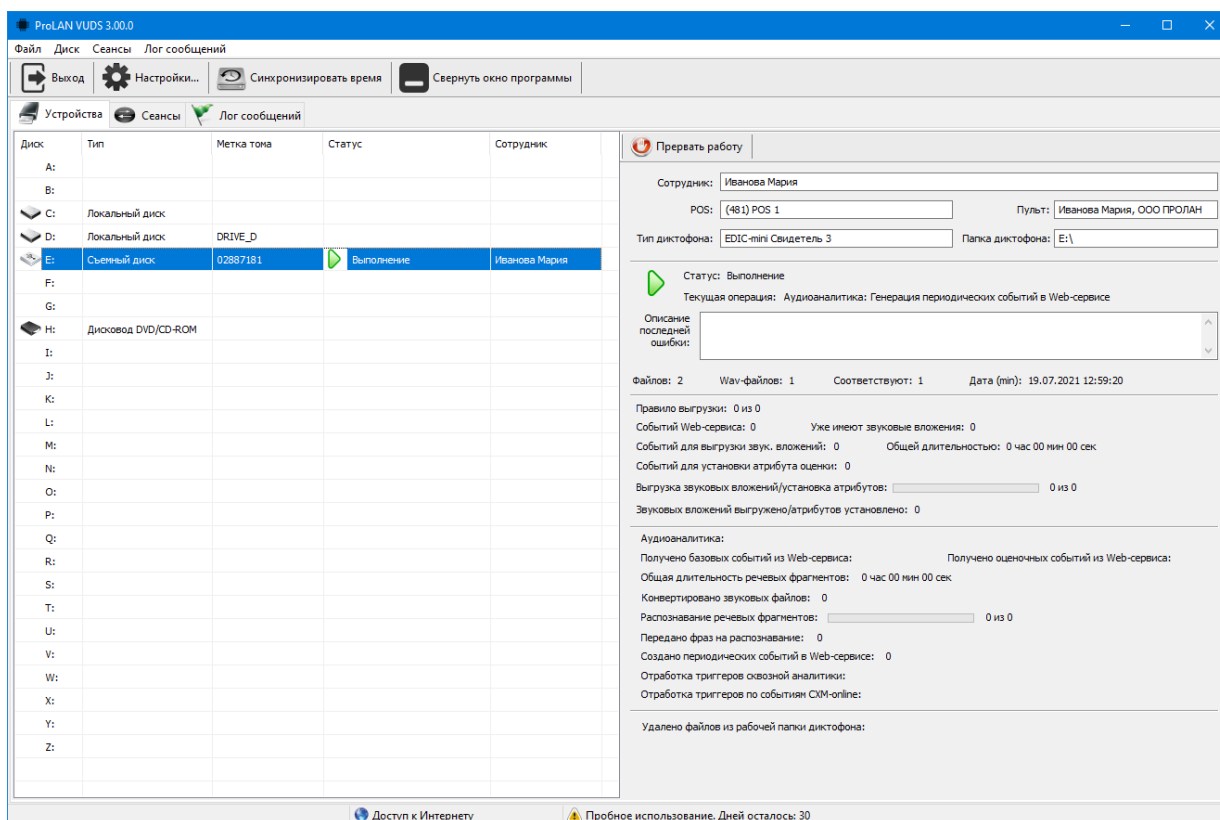 ProLAN VUDS 3.00.0
Файл Диск Сеансы Лог сообщений
Выход Настройки... Синхронизировать время Свернуть окно программы
Устройства Сеансы Лог сообщений
Диск Тип Метка тома Статус Сотрудник
A:
B:
C: Локальный диск
D: Локальный диск DRIVE_D
E: Съемный диск 02887181 Выполнение Иванова Мария
F:
G:
H: Дисковод DVD/CD-ROM
I:
J:
K:
L:
M:
N:
O:
P:
Q:
R:
S:
T:
U:
V:
W:
X:
Y:
Z:
Прервать работу
Сотрудник: Иванова Мария
POS: (481) POS 1 Пульт: Иванова Мария, ООО ПРОЛАН
Тип диктофона: EDIC-mini Свидетель 3 Папка диктофона: E:\
Статус: Выполнение
Текущая операция: Аудиоаналитика: Генерация периодических событий в Web-сервисе
Описание
последней
ошибки:
Файлов: 2 Wav-файлов: 1 Соответствуют: 1 Дата (min): 19.07.2021 12:59:20
Правило выгрузки: 0 из 0
Событий Web-сервиса: 0 Уже имеют звуковые вложения: 0
Событий для выгрузки звук. вложений: 0 Общей длительностью: 0 час 00 мин 00 сек
Событий для установки атрибута оценки: 0
Выгрузка звуковых вложений/установка атрибутов: 0 из 0
Звуковых вложений выгружено/атрибутов установлено: 0
Аудиоаналитика:
Получено базовых событий из Web-сервиса: Получено оценочных событий из Web-сервиса:
Общая длительность речевых фрагментов: 0 час 00 мин 00 сек
Конвертировано звуковых файлов: 0
Распознавание речевых фрагментов: 0 из 0
Передано фраз на распознавание: 0
Создано периодических событий в Web-сервисе: 0
Отработка триггеров сквозной аналитики:
Отработка триггеров по событиям CXM-online:
Удалено файлов из рабочей папки диктофона:
Доступ к Интернету Пробное использование. Дней осталось: 30